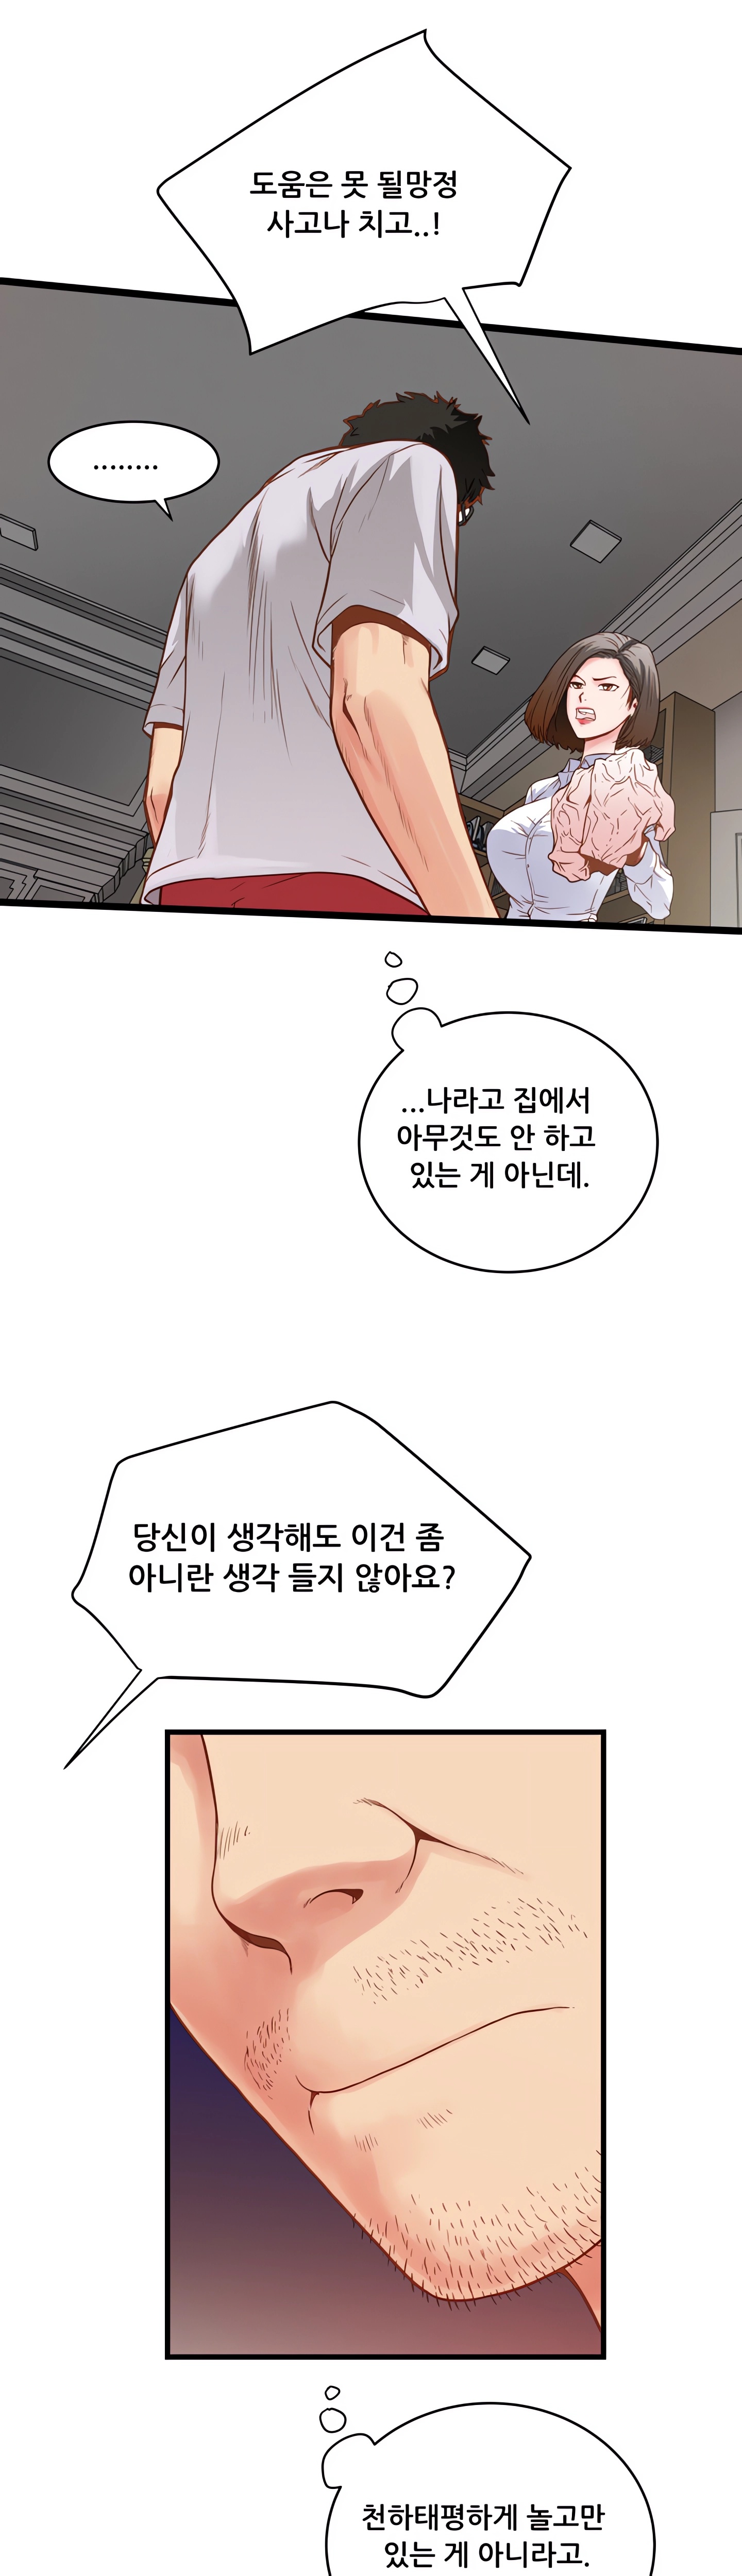 도움은 못 될망정
사고나 치고..!
........
...나라고 집에서
아무것도 안 하고
있는 게 아닌데.
당신이 생각해도 이건 좀
아니란 생각 들지 않아요?
천하태평하게 놀고만
있는 게 아니라고.